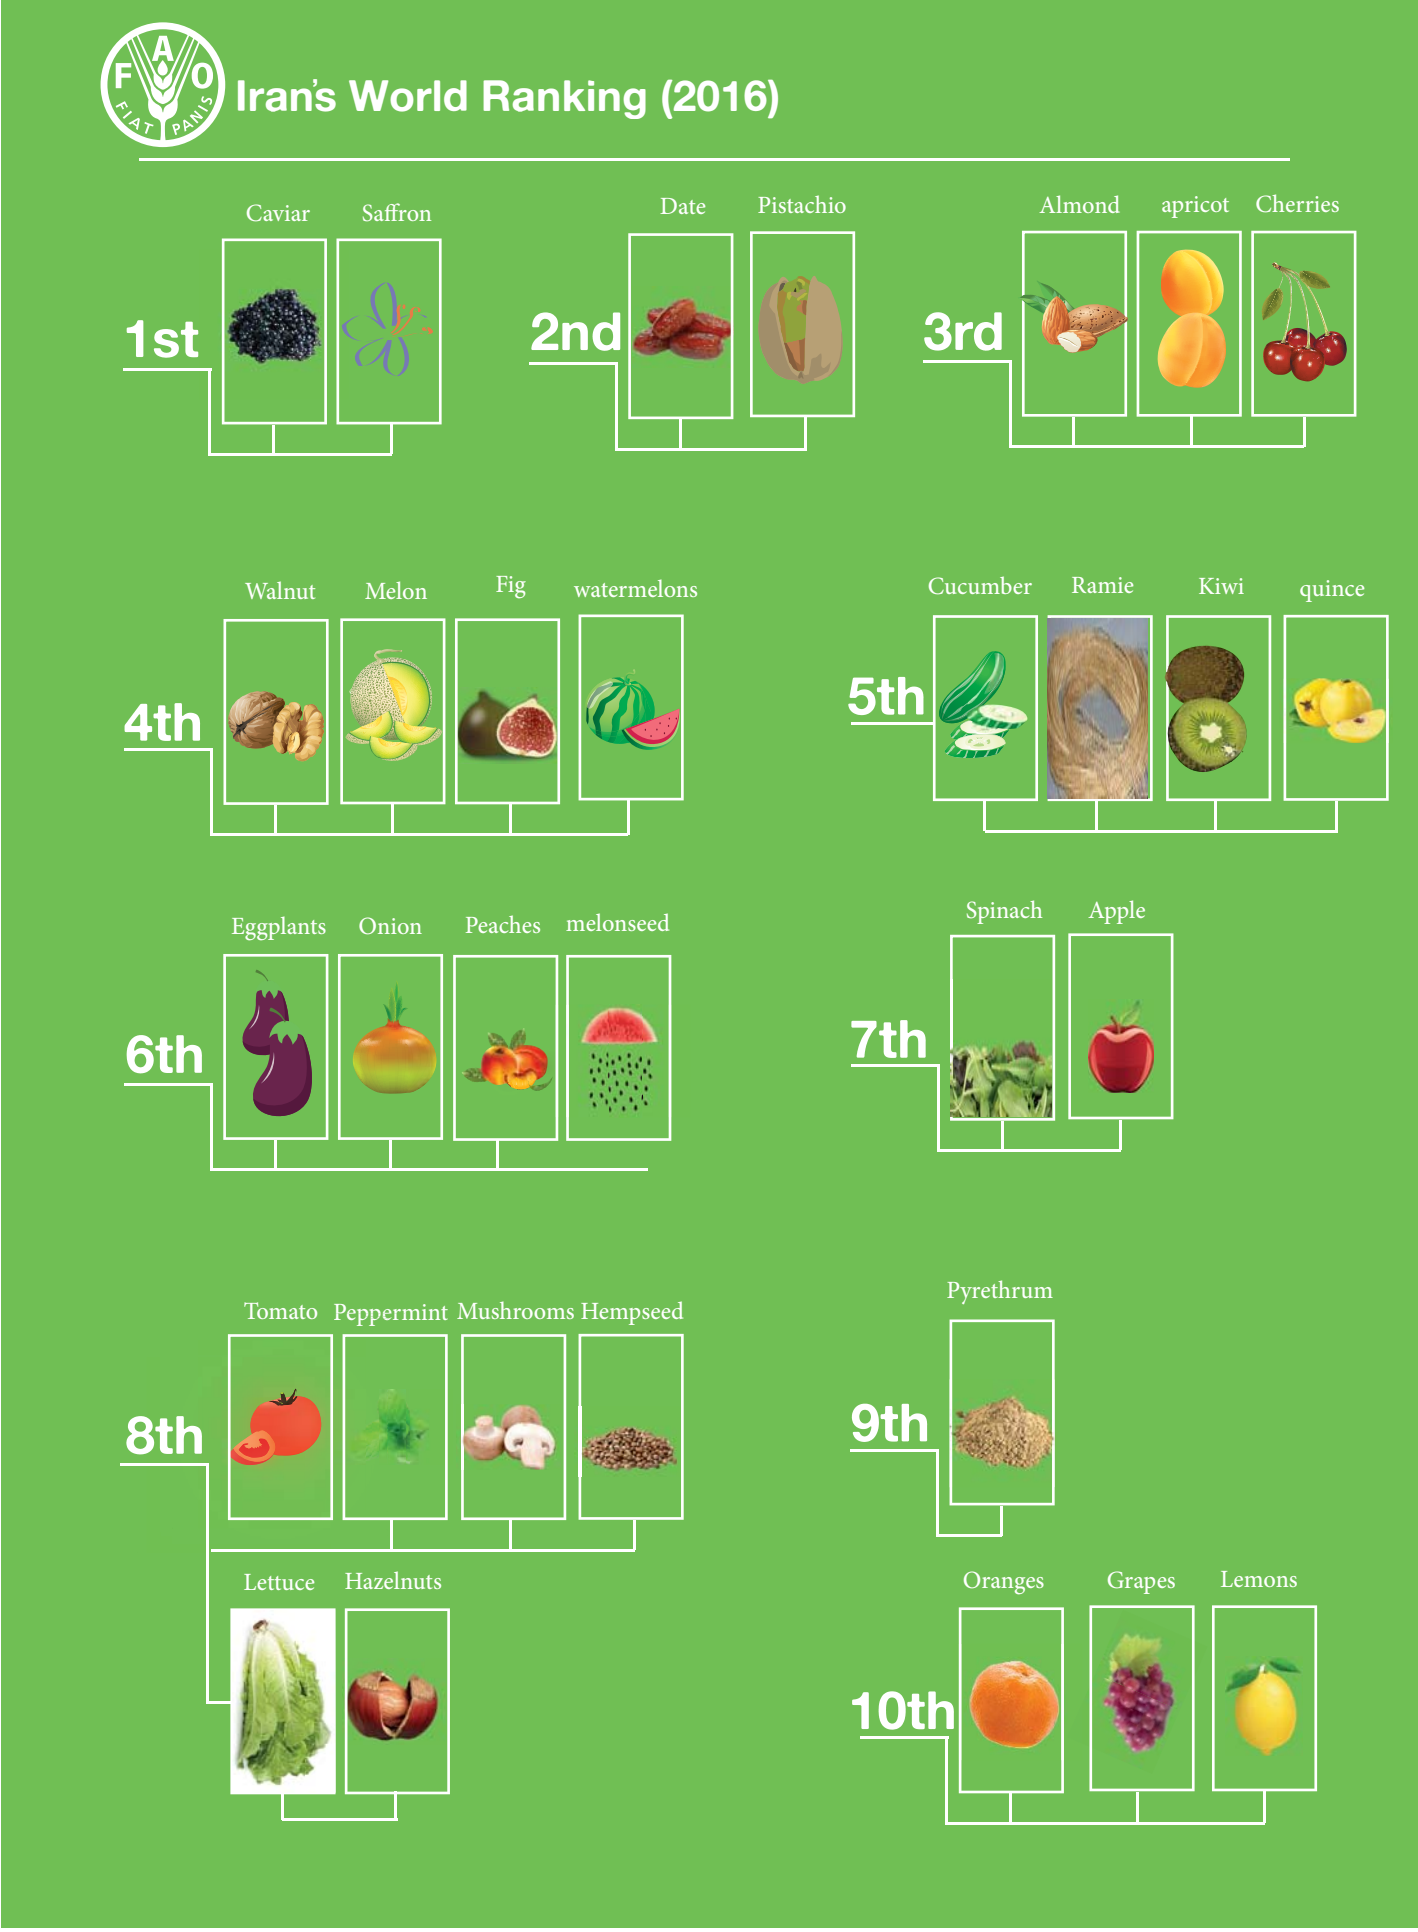 F A O
FIAT PANIS
Iran's World Ranking (2016)
1st
Caviar
Saffron
2nd
Date
Pistachio
3rd
Almond
apricot
Cherries
4th
Walnut
Melon
Fig
watermelons
5th
Cucumber
Ramie
Kiwi
quince
6th
Eggplants
Onion
Peaches
melonseed
7th
Spinach
Apple
8th
Tomato
Peppermint
Mushrooms
Hempseed
Lettuce
Hazelnuts
9th
Pyrethrum
10th
Oranges
Grapes
Lemons